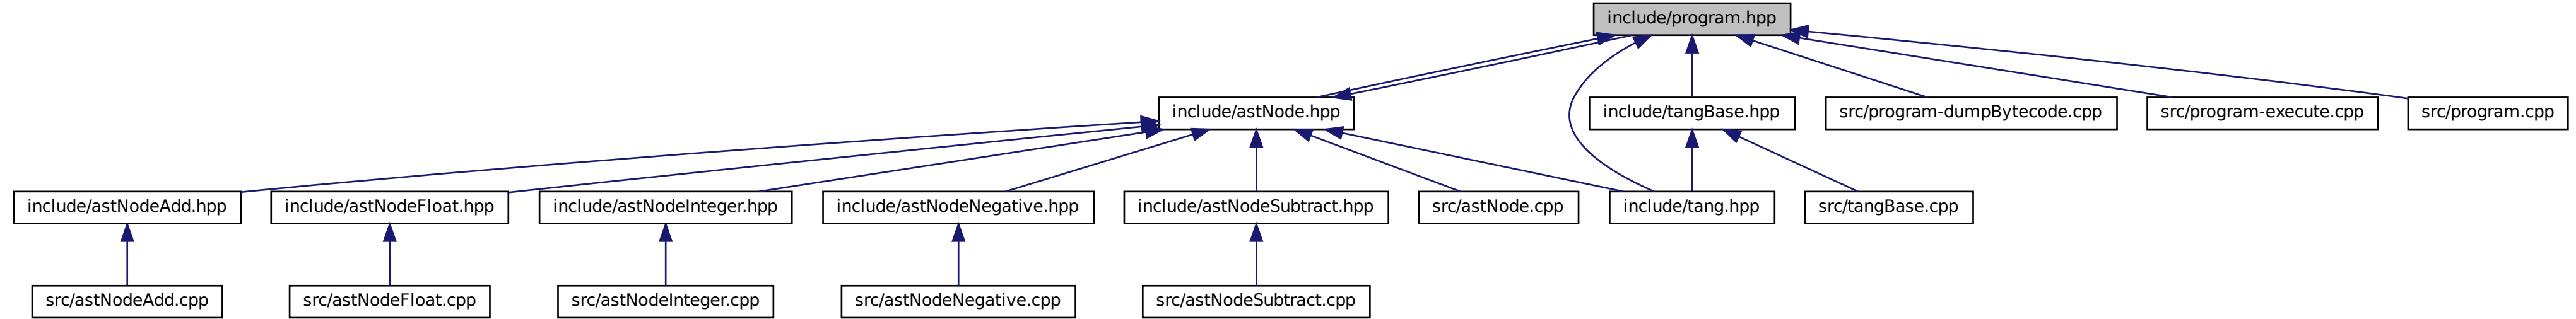 include/program.hpp
include/astNode.hpp
include/tangBase.hpp
src/program-dumpBytecode.cpp
src/program-execute.cpp
src/program.cpp
include/astNodeAdd.hpp
include/astNodeFloat.hpp
include/astNodeInteger.hpp
include/astNodeNegative.hpp
include/astNodeSubtract.hpp
src/astNode.cpp
include/tang.hpp
src/tangBase.cpp
src/astNodeAdd.cpp
src/astNodeFloat.cpp
src/astNodeInteger.cpp
src/astNodeNegative.cpp
src/astNodeSubtract.cpp